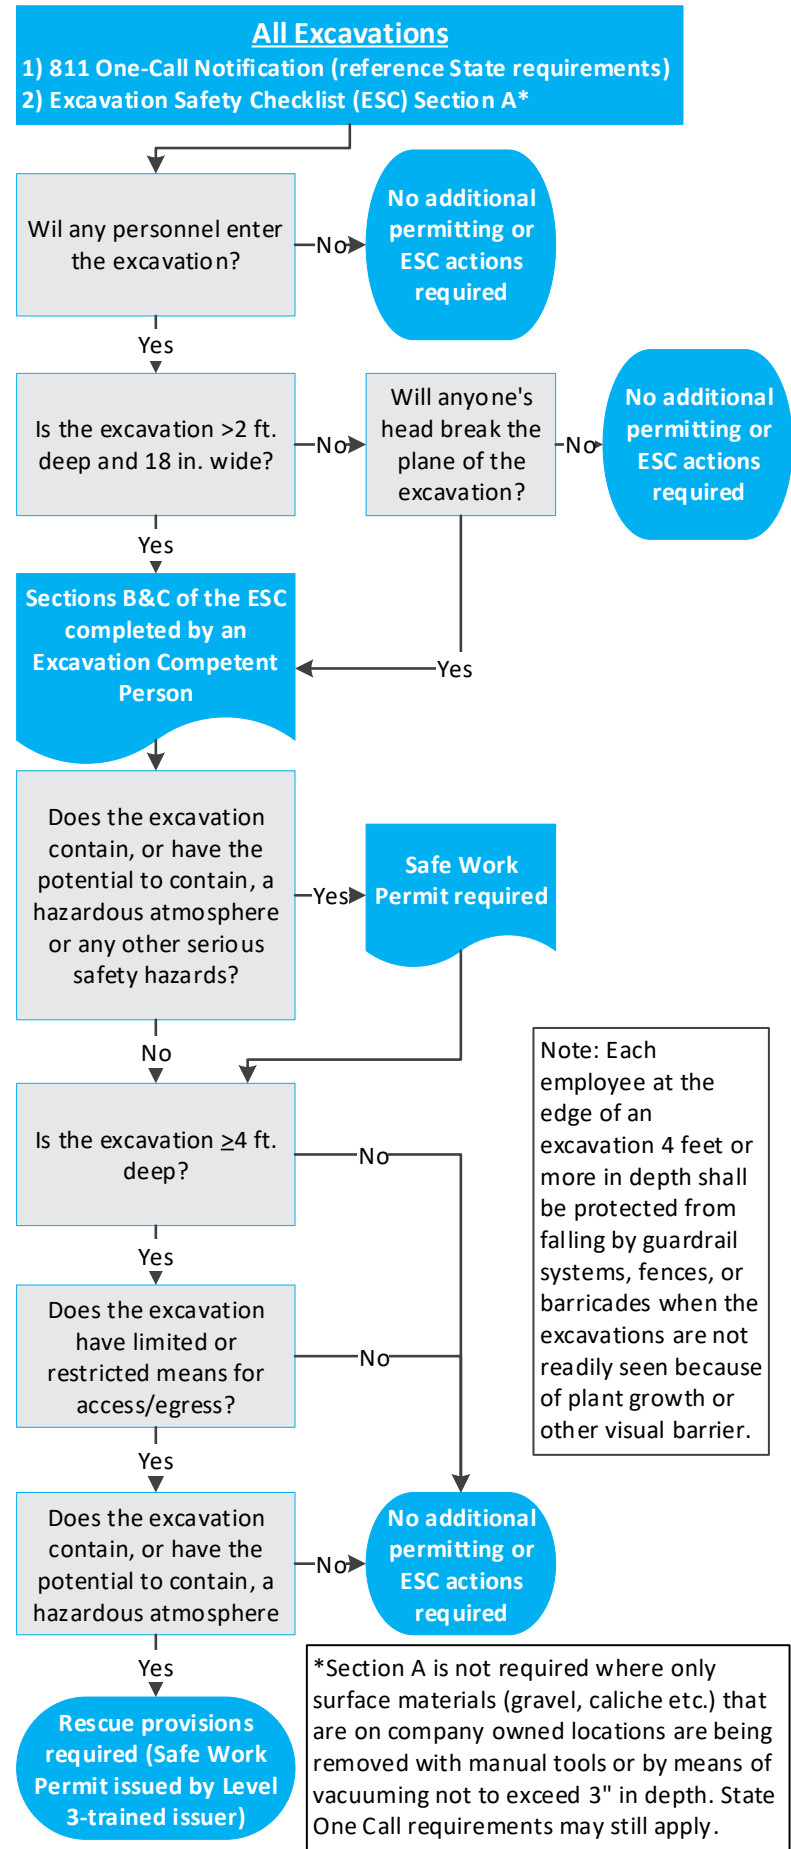 All Excavations
1) 811 One-Call Notification (reference State requirements)
2) Excavation Safety Checklist (ESC) Section A*
Wil any personnel enter
the excavation?
No
No additional
permitting or
ESC actions
required
Yes
Is the excavation >2 ft.
deep and 18 in. wide?
No
Will anyone's
head break the
plane of the
excavation?
No
No additional
permitting or
ESC actions
required
Yes
Yes
Sections B&C of the ESC
completed by an
Excavation Competent
Person
Does the excavation
contain, or have the
potential to contain, a
hazardous atmosphere
or any other serious
safety hazards?
Yes
Safe Work
Permit required
No
Is the excavation ≥4 ft.
deep?
No
Yes
Does the excavation
have limited or
restricted means for
access/egress?
No
Yes
Does the excavation
contain, or have the
potential to contain, a
hazardous atmosphere
No
No additional
permitting or
ESC actions
required
Yes
Rescue provisions
required (Safe Work
Permit issued by Level
3-trained issuer)
Note: Each
employee at the
edge of an
excavation 4 feet or
more in depth shall
be protected from
falling by guardrail
systems, fences, or
barricades when the
excavations are not
readily seen because
of plant growth or
other visual barrier.
*Section A is not required where only
surface materials (gravel, caliche etc.) that
are on company owned locations are being
removed with manual tools or by means of
vacuuming not to exceed 3" in depth. State
One Call requirements may still apply.